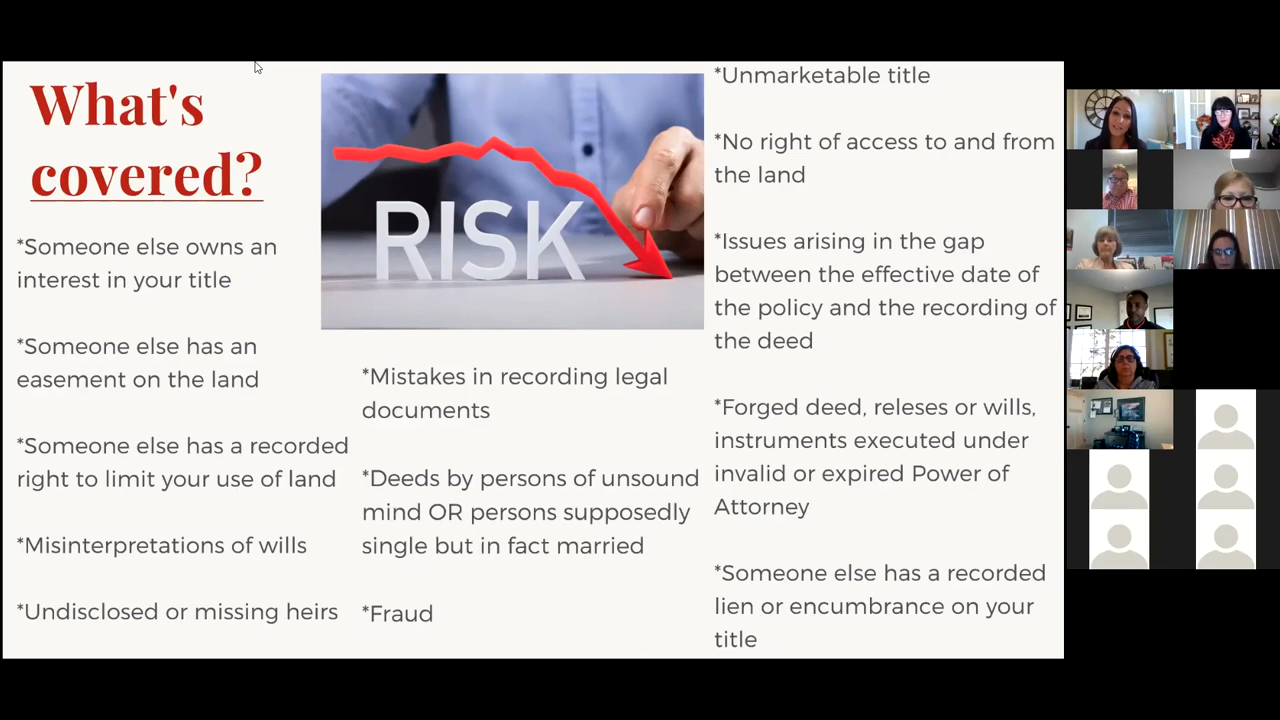 What's
covered?
*Someone else owns an
interest in your title
*Someone else has an
easement on the land
*Someone else has a recorded
right to limit your use of land
*Misinterpretations of wills
*Undisclosed or missing heirs
RISK
*Mistakes in recording legal
documents
*Deeds by persons of unsound
mind OR persons supposedly
single but in fact married
*Fraud
*Unmarketable title
*No right of access to and from
the land
*Issues arising in the gap
between the effective date of
the policy and the recording of
the deed
*Forged deed, releses or wills,
instruments executed under
invalid or expired Power of
Attorney
*Someone else has a recorded
lien or encumbrance on your
title